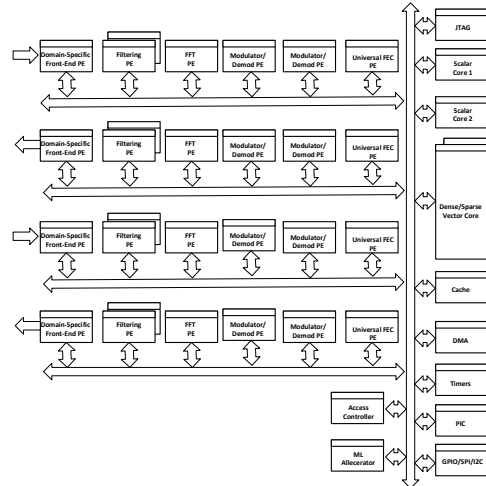 Domain-Specific
Front-End PE
Filtering
PE
FFT
PE
Modulator/
Demod PE
Modulator/
Demod PE
Universal FEC
PE
Domain-Specific
Front-End PE
Filtering
PE
FFT
PE
Modulator/
Demod PE
Modulator/
Demod PE
Universal FEC
PE
Domain-Specific
Front-End PE
Filtering
PE
FFT
PE
Modulator/
Demod PE
Modulator/
Demod PE
Universal FEC
PE
Domain-Specific
Front-End PE
Filtering
PE
FFT
PE
Modulator/
Demod PE
Modulator/
Demod PE
Universal FEC
PE
Access
Controller
ML
Allecerator
JTAG
Scalar
Core 1
Scalar
Core 2
Dense/Sparse
Vector Core
Cache
DMA
Timers
PIC
GPIO/SPI/I2C